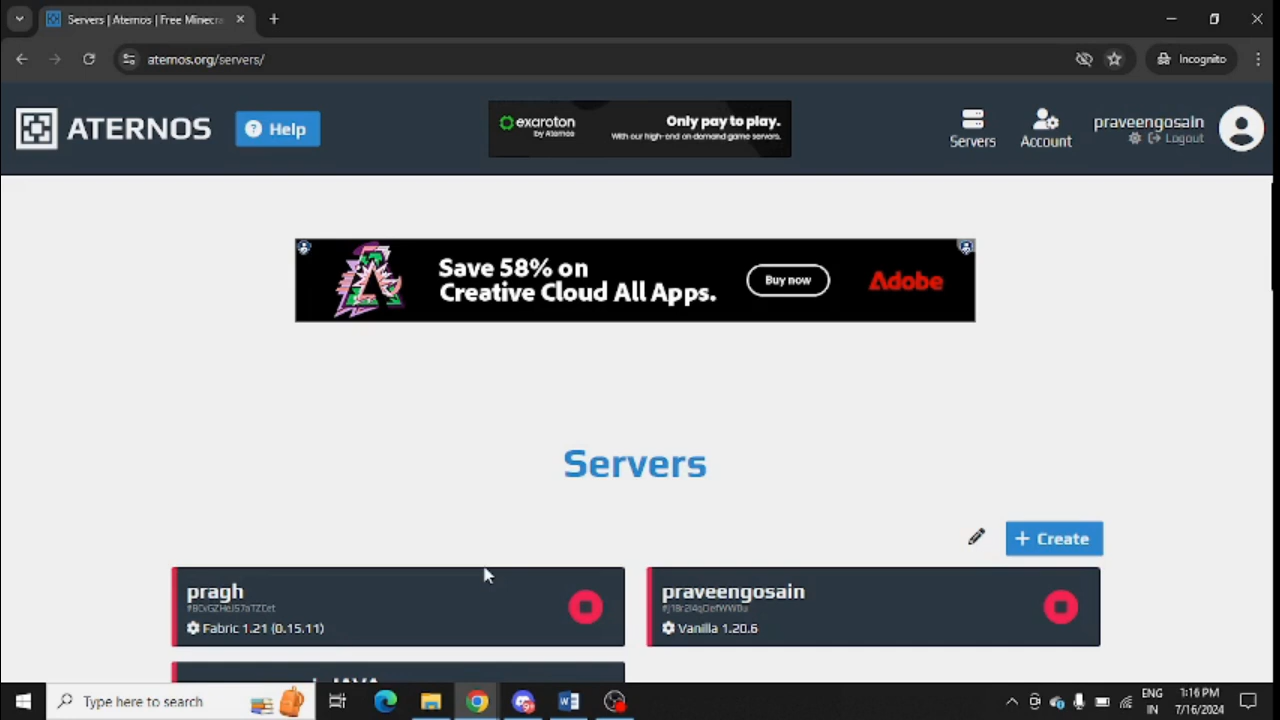 Servers | Aternos | Free Minecra
aternos.org/servers/
Incognito
ATERNOS
Help
exaroton
by Aternos
Only pay to play.
With our high-end on-demand game servers.
Servers
Account
praveengosain
Logout
Save 58% on
Creative Cloud All Apps.
Buy now
Adobe
Servers
+ Create
pragh
Fabric 1.21 (0.15.11)
praveengosain
Vanilla 1.20.6
Type here to search
ENG
IN
1:16 PM
7/16/2024